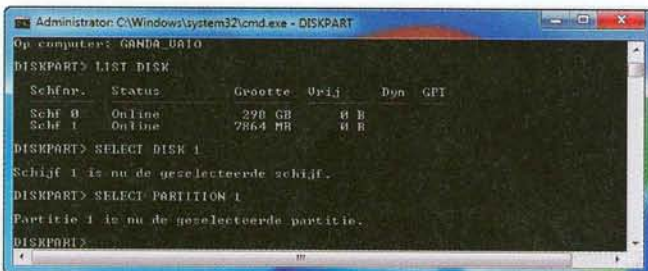 Administrator: C:\Windows\system32\cmd.exe - DISKPART
Op computer: GANDA_VAIO
DISKPART> LIST DISK
Schfnr. Status Grootte Vrij Dyn GPT
Schf 0 Online 298 GB 0 B
Schf 1 Online 7864 MB 0 B
DISKPART> SELECT DISK 1
Schijf 1 is nu de geselecteerde schijf.
DISKPART> SELECT PARTITION 1
Partitie 1 is nu de geselecteerde partitie.
DISKPART>